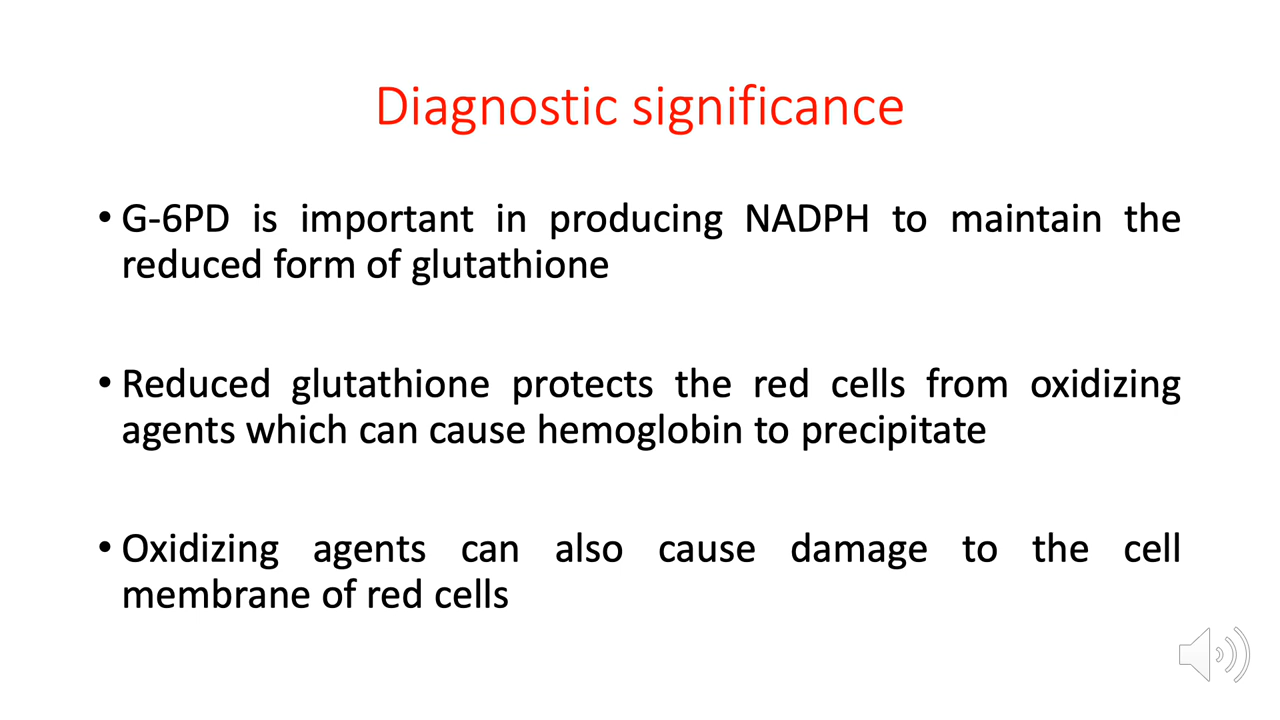 Diagnostic significance
• G-6PD is important in producing NADPH to maintain the
reduced form of glutathione
• Reduced glutathione protects the red cells from oxidizing
agents which can cause hemoglobin to precipitate
• Oxidizing agents can also cause damage to the cell
membrane of red cells